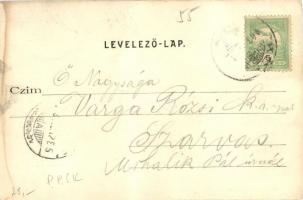 55
LEVELEZŐ-LAP.
Ő Nagysága
Czim Varga Rózsi k.a.-nak
Szarvas.
Mihalik Pál úrnál